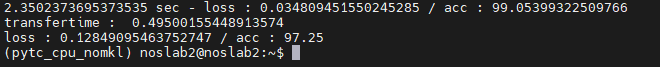 2.3502373695373535 sec - loss : 0.034809451550245285 / acc : 99.05399322509766
transfertime :  0.49500155448913574
loss : 0.12849095463752747 / acc : 97.25
(pytc_cpu_nomkl) noslab2@noslab2:~$